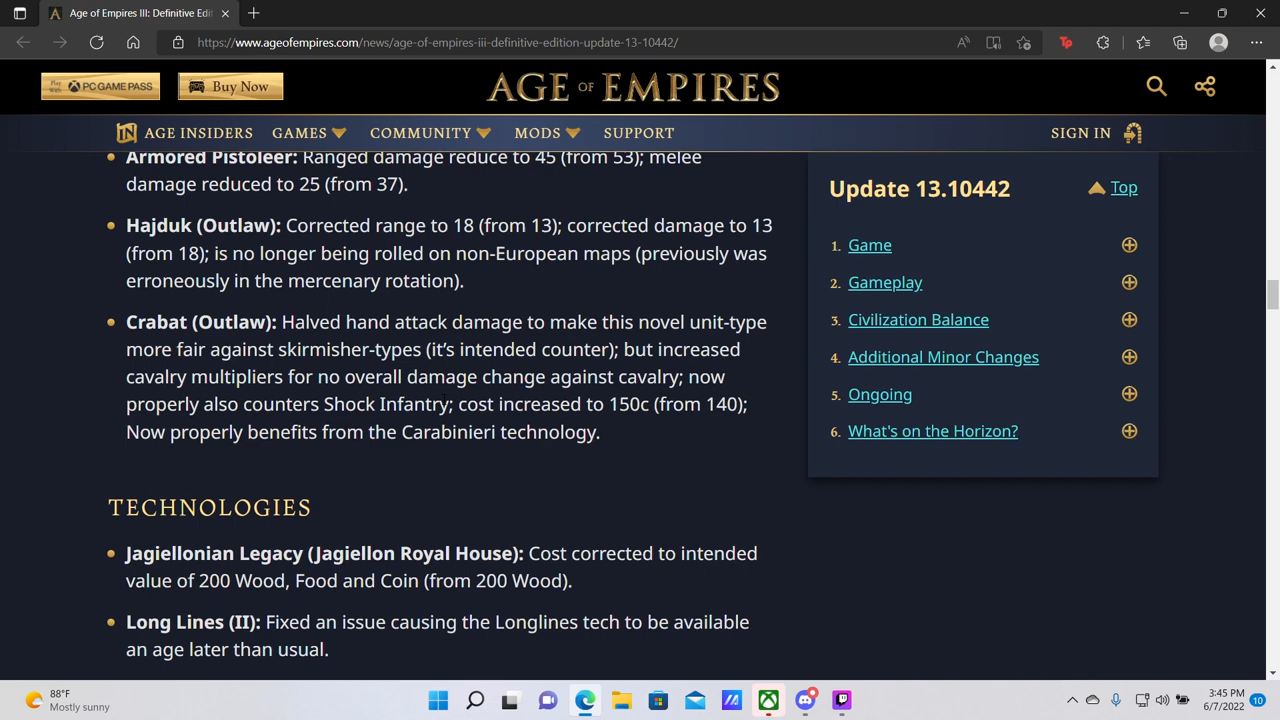 Age of Empires III: Definitive Edit
https://www.ageofempires.com/news/age-of-empires-iii-definitive-edition-update-13-10442/
PC GAME PASS
Buy Now
AGE OF EMPIRES
AGE INSIDERS GAMES COMMUNITY MODS SUPPORT SIGN IN
Armored Pistoleer: Ranged damage reduce to 45 (from 53); melee
damage reduced to 25 (from 37).
Hajduk (Outlaw): Corrected range to 18 (from 13); corrected damage to 13
(from 18); is no longer being rolled on non-European maps (previously was
erroneously in the mercenary rotation).
Crabat (Outlaw): Halved hand attack damage to make this novel unit-type
more fair against skirmisher-types (it's intended counter); but increased
cavalry multipliers for no overall damage change against cavalry; now
properly also counters Shock Infantry; cost increased to 150c (from 140);
Now properly benefits from the Carabinieri technology.
TECHNOLOGIES
Jagiellonian Legacy (Jagiellon Royal House): Cost corrected to intended
value of 200 Wood, Food and Coin (from 200 Wood).
Long Lines (II): Fixed an issue causing the Longlines tech to be available
an age later than usual.
Update 13.10442
Top
1. Game
2. Gameplay
3. Civilization Balance
4. Additional Minor Changes
5. Ongoing
6. What's on the Horizon?
88°F
Mostly sunny
3:45 PM
6/7/2022
10